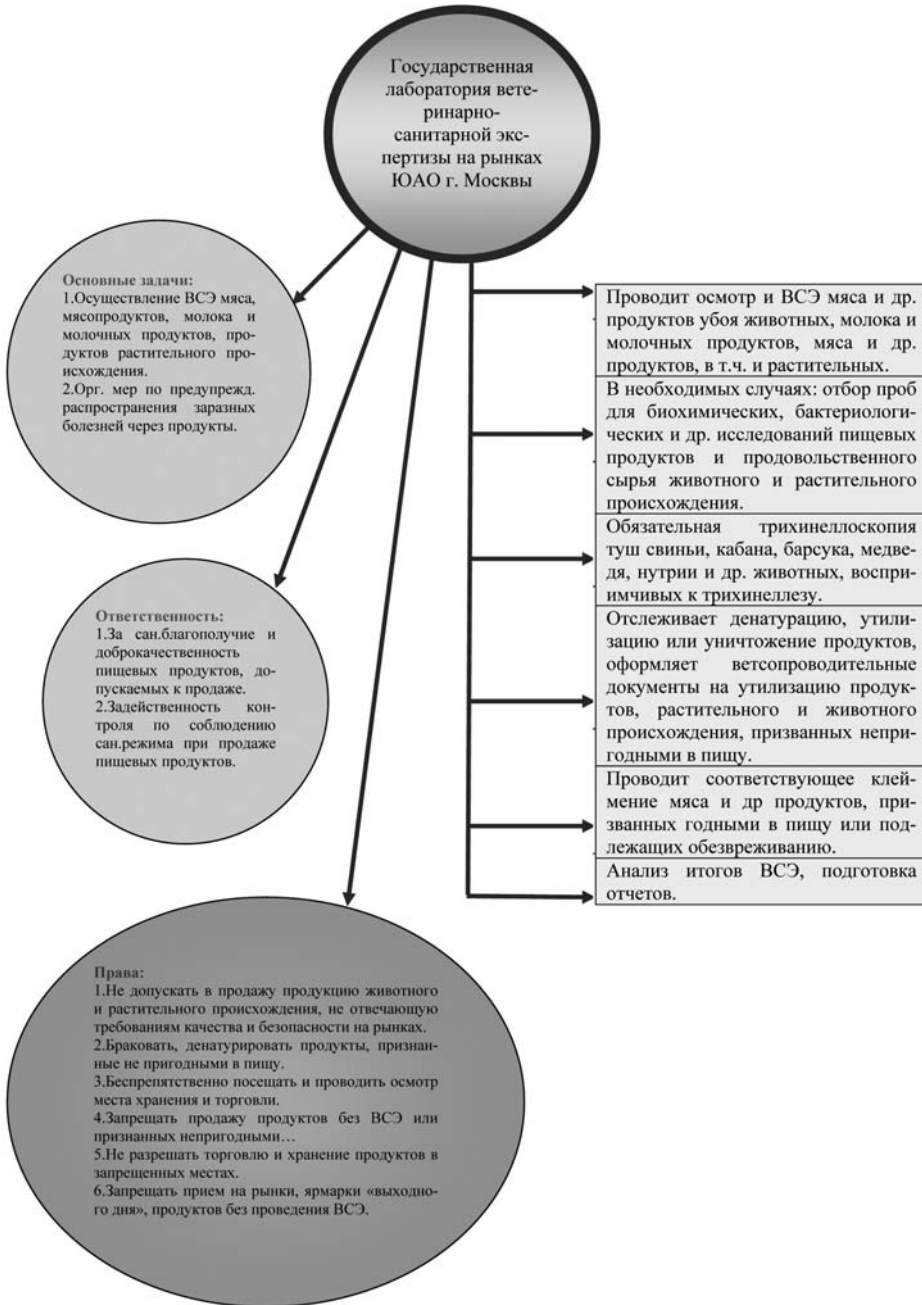 Государственная
лаборатория вете-
ринарно-
санитарной экс-
пертизы на рынках
ЮАО г. Москвы
Основные задачи:
1.Осуществление ВСЭ мяса,
мясопродуктов, молока и
молочных продуктов, про-
дуктов растительного про-
исхождения.
2.Орг. мер по предупрежд.
распространения заразных
болезней через продукты.
Ответственность:
1.За сан.благополучие и
доброкачественность
пищевых продуктов, до-
пускаемых к продаже.
2.Задейственность кон-
троля по соблюдению
сан.режима при продаже
пищевых продуктов.
Права:
1.Не допускать в продажу продукцию животного
и растительного происхождения, не отвечающую
требованиям качества и безопасности на рынках.
2.Браковать, денатурировать продукты, признан-
ные не пригодными в пищу.
3.Беспрепятственно посещать и проводить осмотр
места хранения и торговли.
4.Запрещать продажу продуктов без ВСЭ или
признанных непригодными…
5.Не разрешать торговлю и хранение продуктов в
запрещенных местах.
6.Запрещать прием на рынки, ярмарки «выходно-
го дня», продуктов без проведения ВСЭ.
Проводит осмотр и ВСЭ мяса и др.
продуктов убоя животных, молока и
молочных продуктов, мяса и др.
продуктов, в т.ч. и растительных.
В необходимых случаях: отбор проб
для биохимических, бактериологи-
ческих и др. исследований пищевых
продуктов и продовольственного
сырья животного и растительного
происхождения.
Обязательная трихинеллоскопия
туш свиньи, кабана, барсука, медве-
дя, нутрии и др. животных, воспри-
имчивых к трихинеллезу.
Отслеживает денатурацию, утили-
зацию или уничтожение продуктов,
оформляет ветсопроводительные
документы на утилизацию продук-
тов, растительного и животного
происхождения, призванных непри-
годными в пищу.
Проводит соответствующее клей-
мение мяса и др продуктов, при-
званных годными в пищу или под-
лежащих обезвреживанию.
Анализ итогов ВСЭ, подготовка
отчетов.